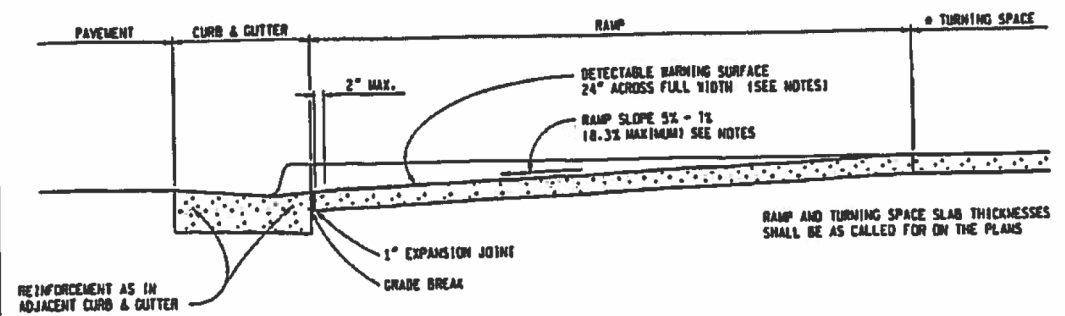 PAVEMENT
CURB & GUTTER
RAMP
* TURNING SPACE
2" MAX.
DETECTABLE WARNING SURFACE
24" ACROSS FULL WIDTH (SEE NOTES)
RAMP SLOPE 5% - 7%
(8.3% MAXIMUM) SEE NOTES
RAMP AND TURNING SPACE SLAB THICKNESSES
SHALL BE AS CALLED FOR ON THE PLANS
1" EXPANSION JOINT
GRADE BREAK
REINFORCEMENT AS IN
ADJACENT CURB & GUTTER